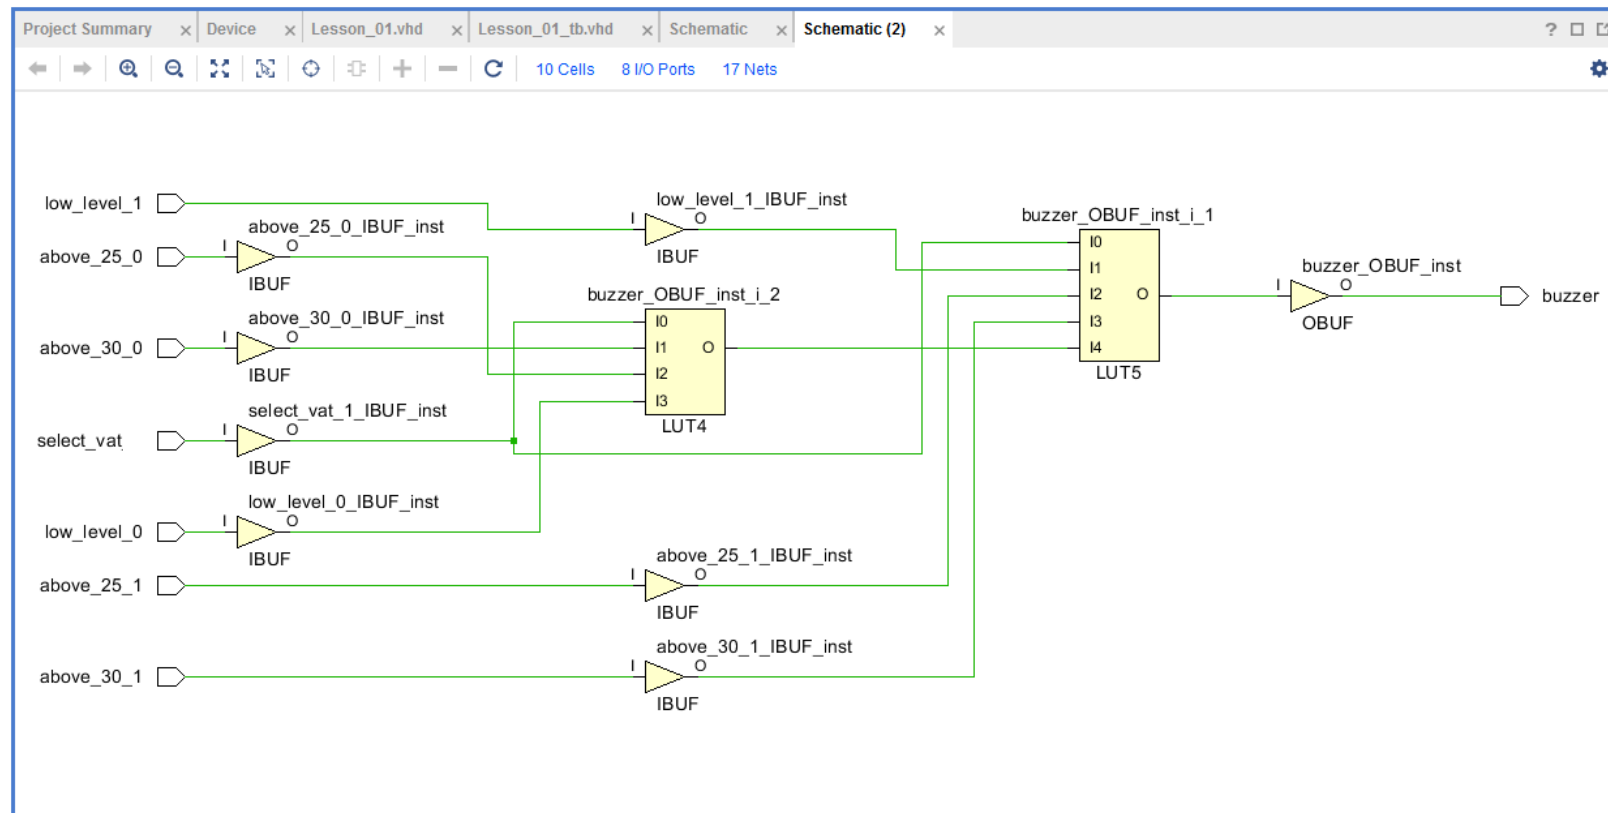 Project Summary × Device × Lesson_01.vhd × Lesson_01_tb.vhd × Schematic × Schematic (2) × ?
10 Cells 8 I/O Ports 17 Nets
low_level_1
low_level_1_IBUF_inst
I O
IBUF
above_25_0
above_25_0_IBUF_inst
I O
IBUF
above_30_0
above_30_0_IBUF_inst
I O
IBUF
select_vat
select_vat_1_IBUF_inst
I O
IBUF
low_level_0
low_level_0_IBUF_inst
I O
IBUF
above_25_1
above_25_1_IBUF_inst
I O
IBUF
above_30_1
above_30_1_IBUF_inst
I O
IBUF
buzzer_OBUF_inst_i_2
I0
I1 O
I2
I3
LUT4
buzzer_OBUF_inst_i_1
I0
I1
I2 O
I3
I4
LUT5
buzzer_OBUF_inst
I O
OBUF
buzzer